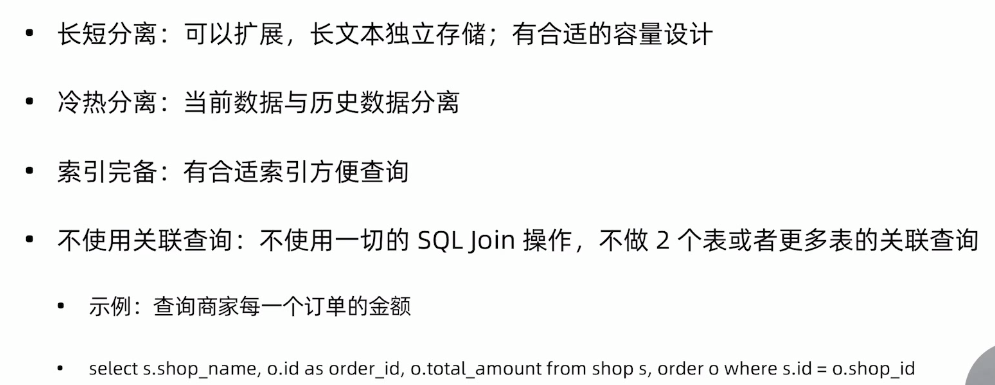 • 长短分离：可以扩展，长文本独立存储；有合适的容量设计
• 冷热分离：当前数据与历史数据分离
• 索引完备：有合适索引方便查询
• 不使用关联查询：不使用一切的 SQL Join 操作，不做 2 个表或者更多表的关联查询
• 示例：查询商家每一个订单的金额
• select s.shop_name, o.id as order_id, o.total_amount from shop s, order o where s.id = o.shop_id